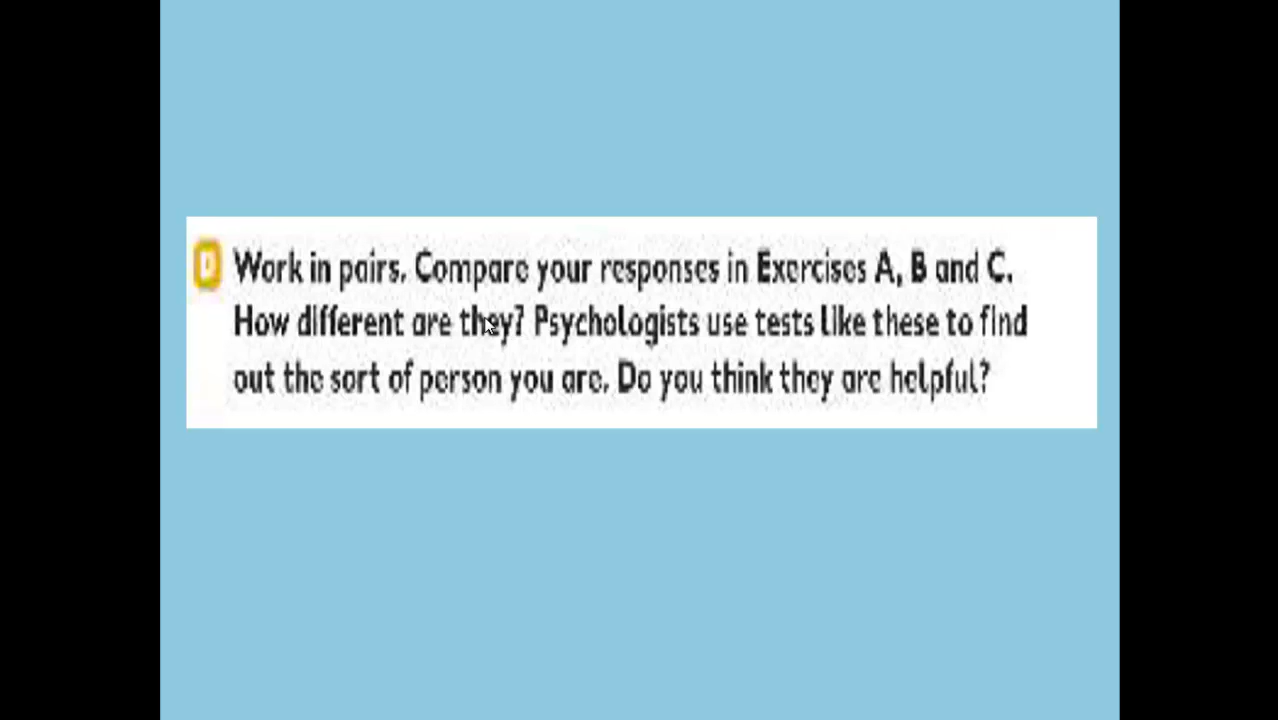 D Work in pairs. Compare your responses in Exercises A, B and C.
How different are they? Psychologists use tests like these to find
out the sort of person you are. Do you think they are helpful?